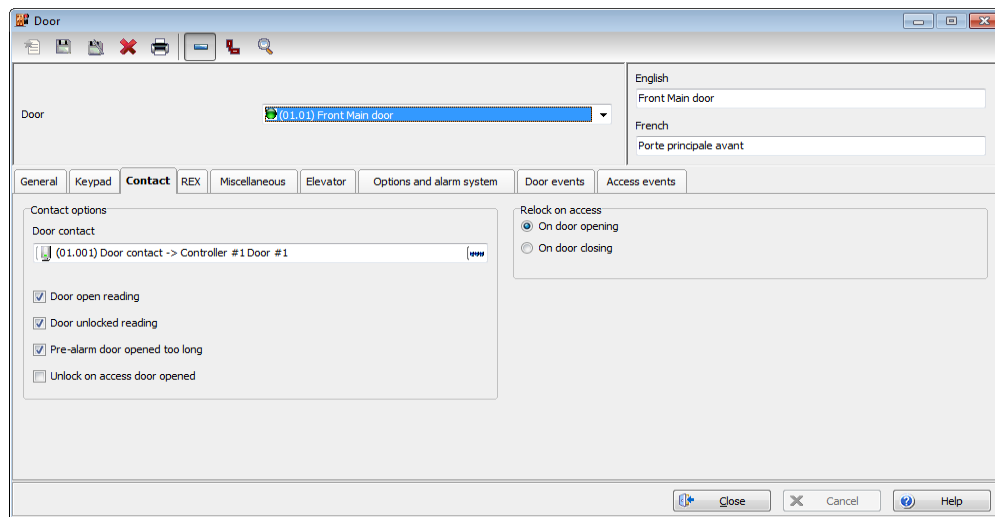 Door
English
Front Main door
Door
(01.01) Front Main door
French
Porte principale avant
General Keypad Contact REX Miscellaneous Elevator Options and alarm system Door events Access events
Contact options
Door contact
(01.001) Door contact -> Controller #1 Door #1
Door open reading
Door unlocked reading
Pre-alarm door opened too long
Unlock on access door opened
Relock on access
On door opening
On door closing
Close Cancel Help